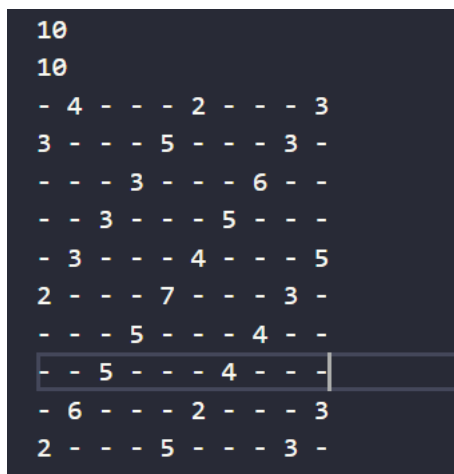 10
10
- 4 - - - 2 - - - 3
3 - - - 5 - - - 3 -
- - - 3 - - - 6 - -
- - 3 - - - 5 - - -
- 3 - - - 4 - - - 5
2 - - - 7 - - - 3 -
- - - 5 - - - 4 - -
- - 5 - - - 4 - - -
- 6 - - - 2 - - - 3
2 - - - 5 - - - 3 -